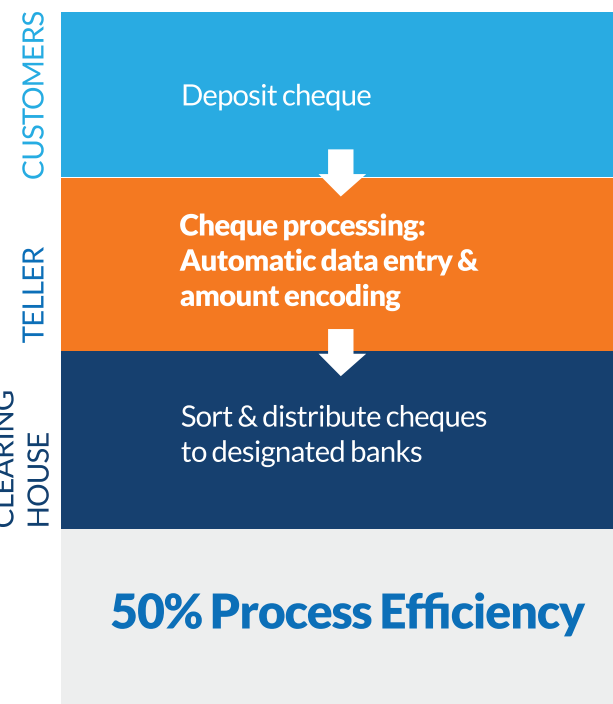 CUSTOMERS
Deposit cheque
TELLER
Cheque processing:
Automatic data entry &
amount encoding
CLEARING
HOUSE
Sort & distribute cheques
to designated banks
50% Process Efficiency